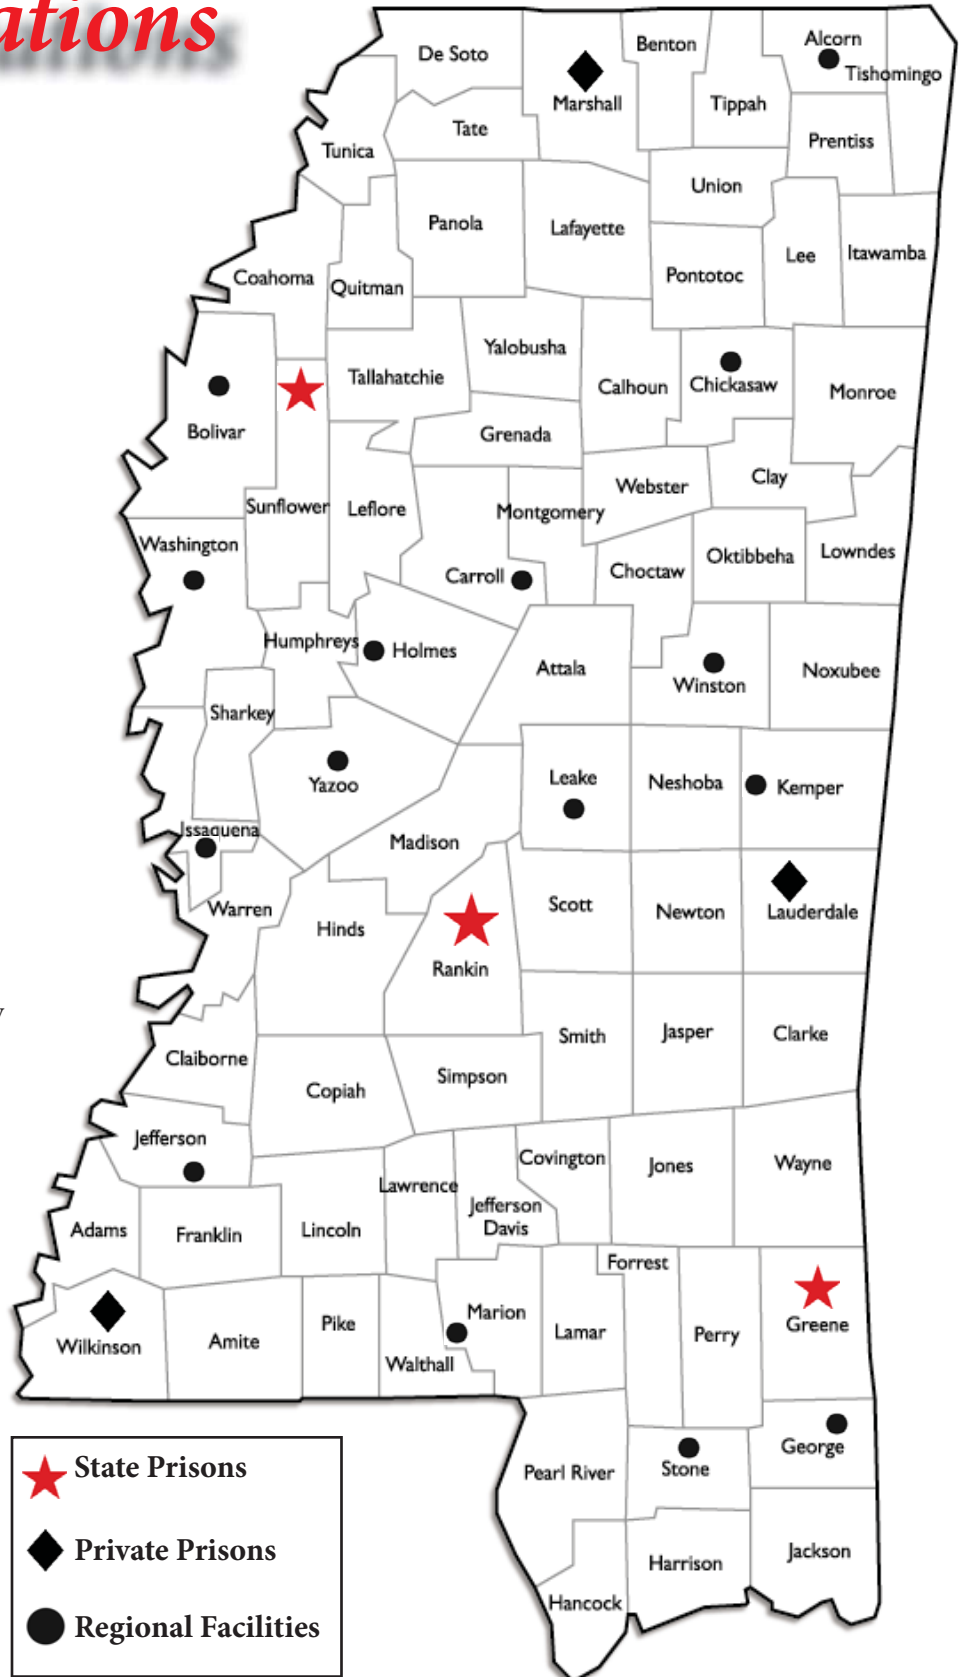 ations
De Soto
Benton
Alcorn
Tishomingo
Marshall
Tippah
Tate
Prentiss
Tunica
Union
Panola
Lafayette
Lee
Itawamba
Coahoma
Quitman
Pontotoc
Yalobusha
Tallahatchie
Calhoun
Chickasaw
Monroe
Bolivar
Grenada
Clay
Webster
Sunflower
Leflore
Montgomery
Washington
Oktibbeha
Lowndes
Carroll
Choctaw
Humphreys
Holmes
Attala
Winston
Noxubee
Sharkey
Yazoo
Leake
Neshoba
Kemper
Issaquena
Madison
Warren
Hinds
Scott
Newton
Lauderdale
Rankin
Claiborne
Copiah
Simpson
Smith
Jasper
Clarke
Jefferson
Covington
Jones
Wayne
Lawrence
Jefferson
Davis
Adams
Franklin
Lincoln
Forrest
Wilkinson
Amite
Pike
Walthall
Marion
Lamar
Perry
Greene
George
Pearl River
Stone
Harrison
Jackson
Hancock
State Prisons
Private Prisons
Regional Facilities